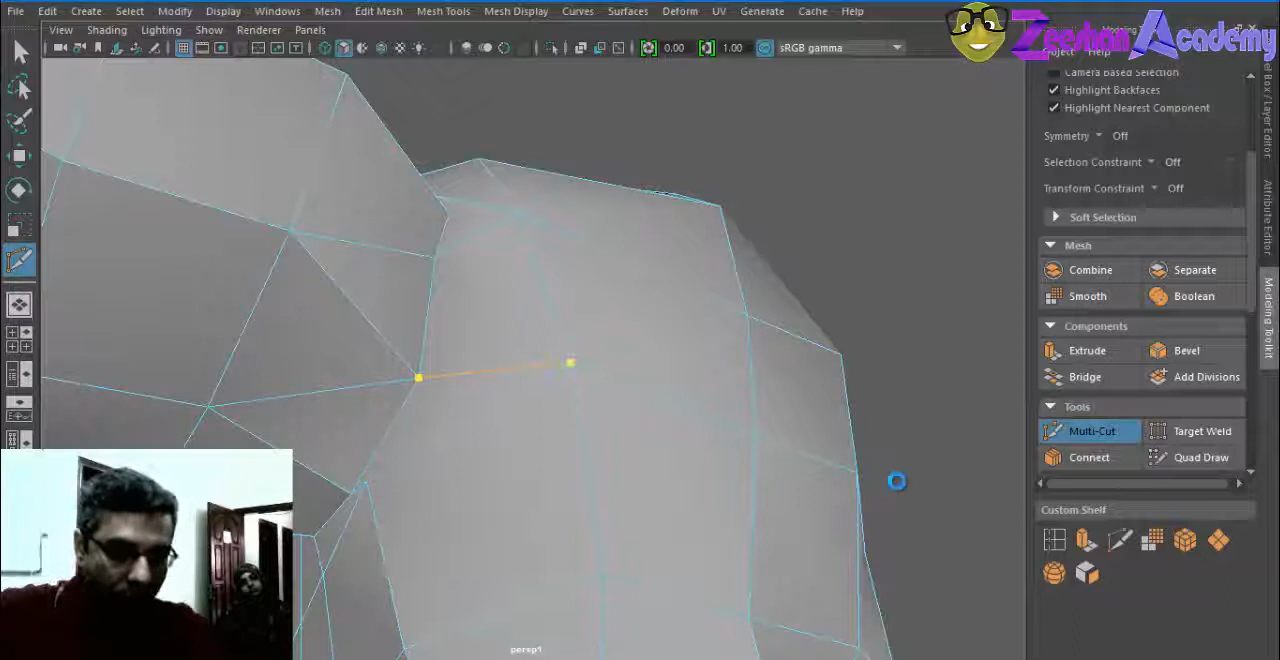 File Edit Create Select Modify Display Windows Mesh Edit Mesh Mesh Tools Mesh Display Curves Surfaces Deform UV Generate Cache Help
Zeeshan Academy
View Shading Lighting Show Renderer Panels
Object Help
0.00 1.00 sRGB gamma
Camera Based Selection
Highlight Backfaces
Highlight Nearest Component
Symmetry Off
Selection Constraint Off
Transform Constraint Off
Soft Selection
Mesh
Combine Separate
Smooth Boolean
Components
Extrude Bevel
Bridge Add Divisions
Tools
Multi-Cut Target Weld
Connect Quad Draw
Custom Shelf
Attribute Editor
Modeling Toolkit
persp1